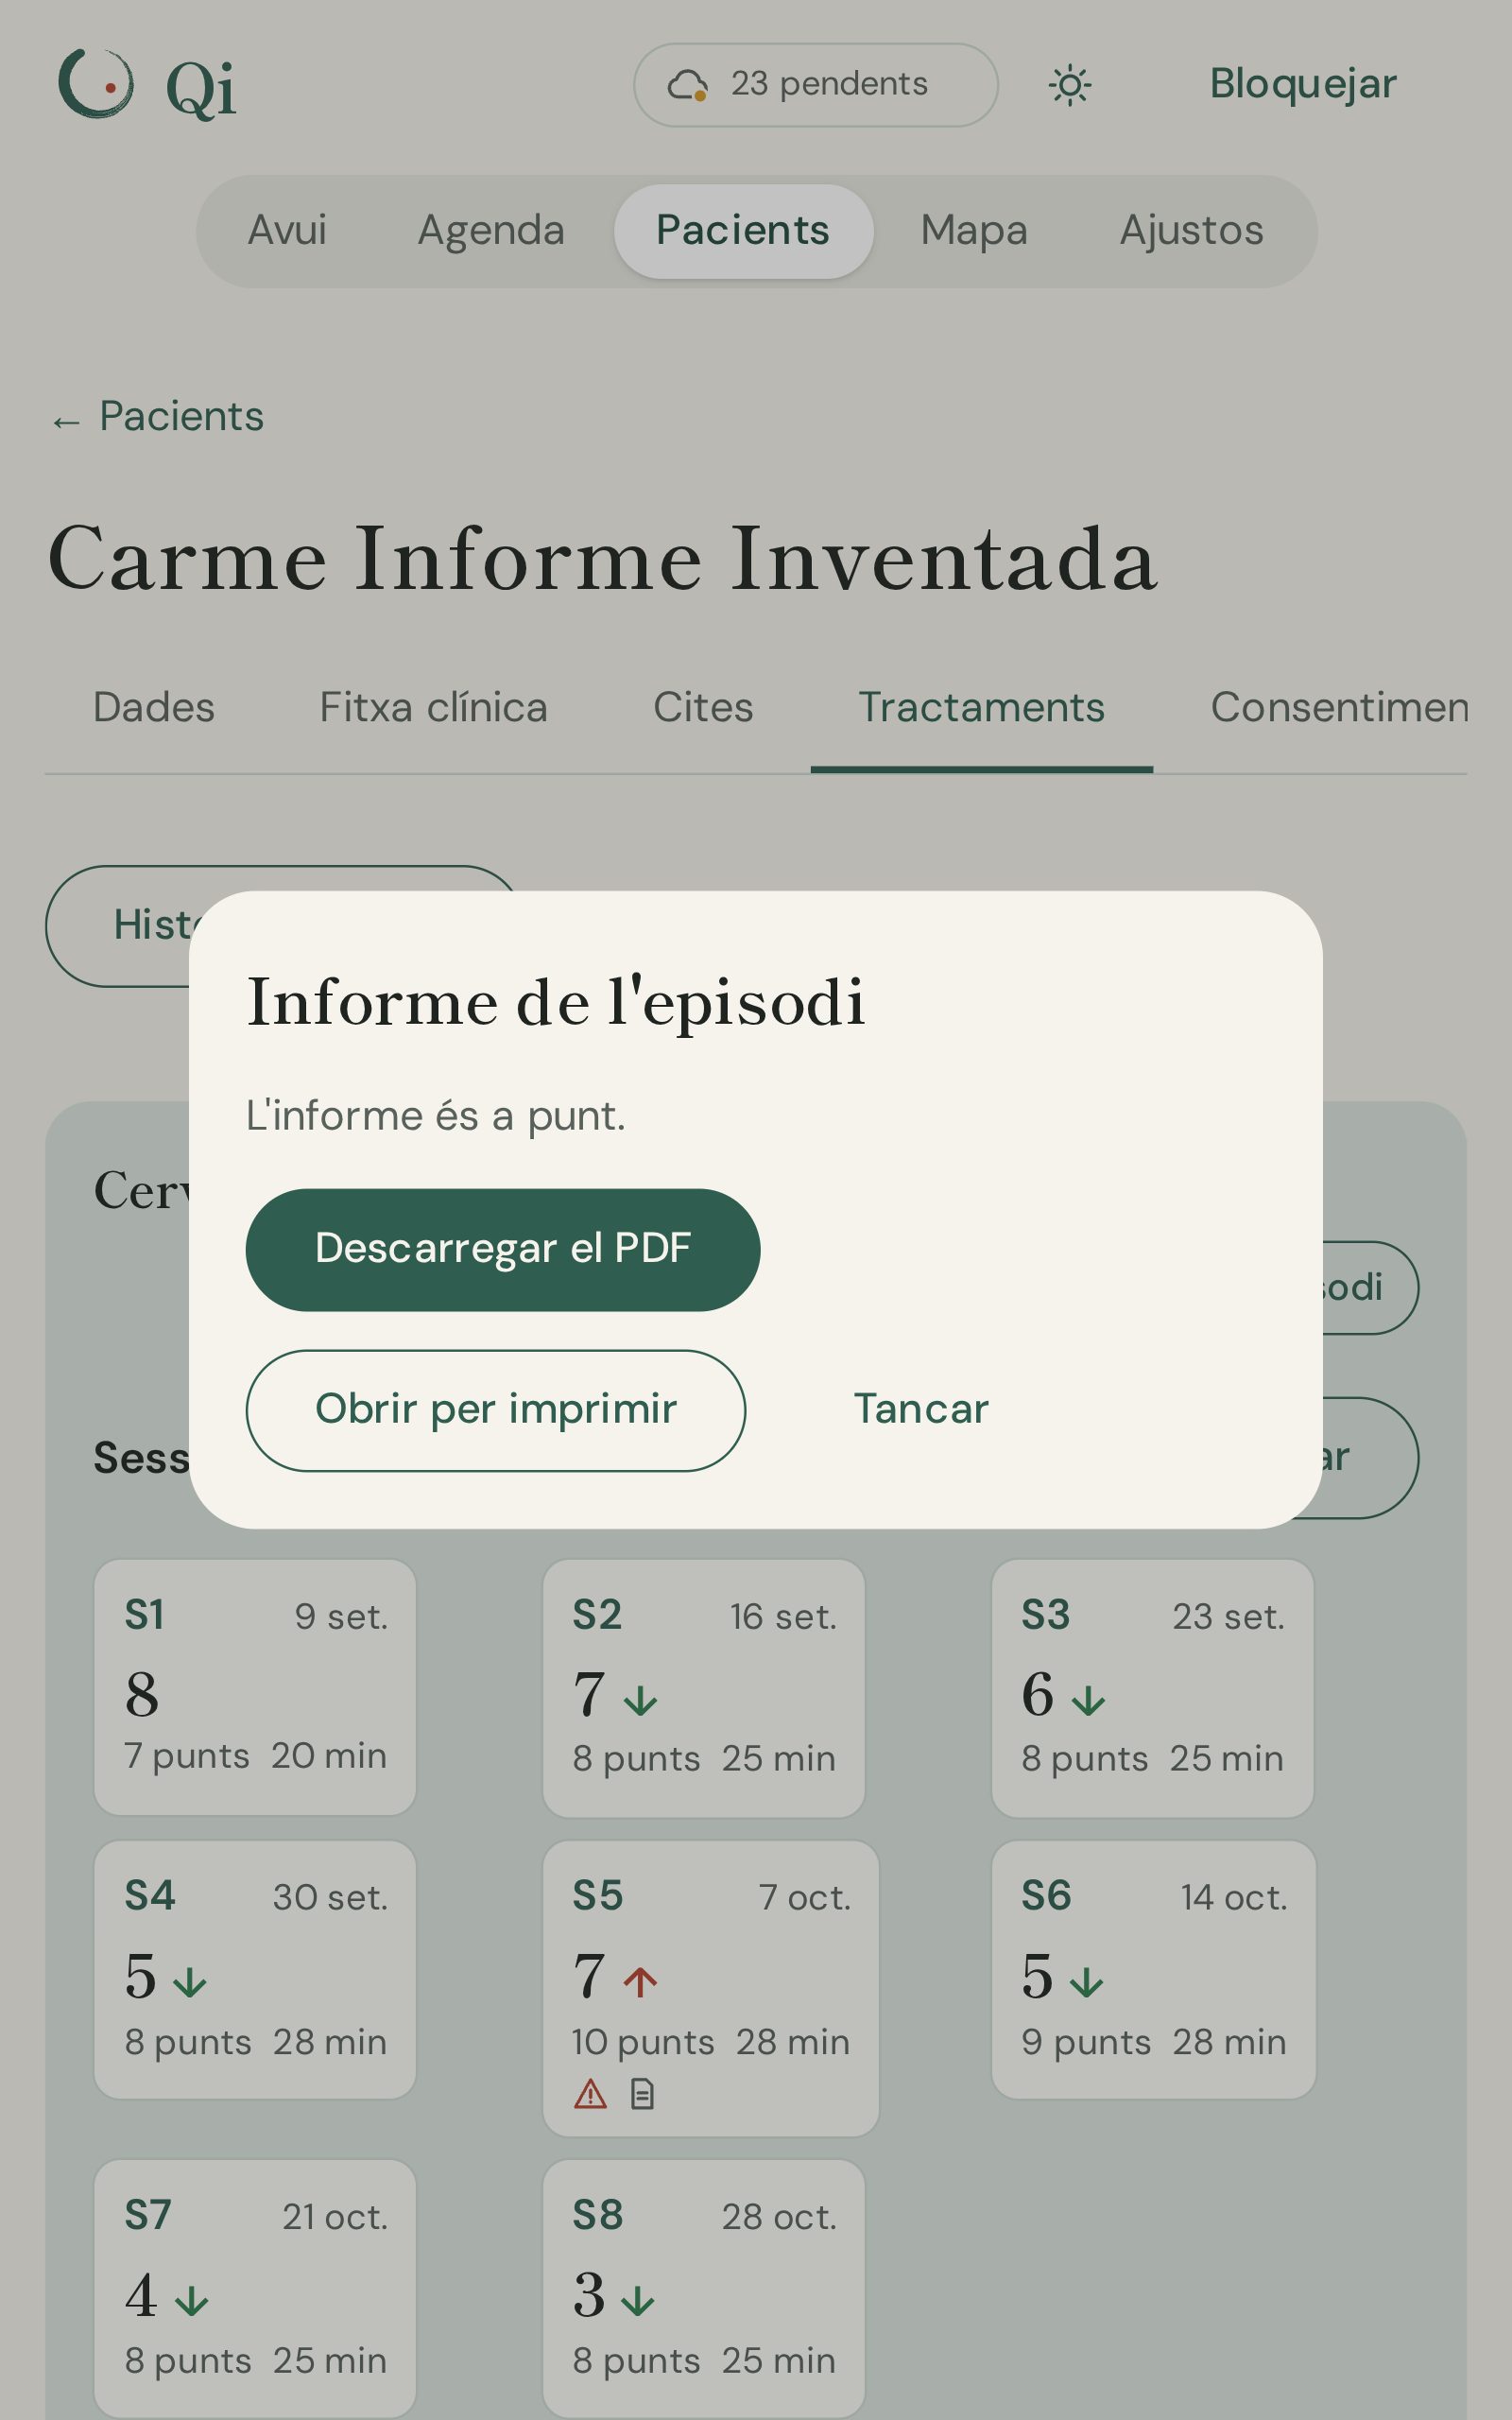 Qi
23 pendents
Bloquejar
Avui
Agenda
Pacients
Mapa
Ajustos
← Pacients
Carme Informe Inventada
Dades
Fitxa clínica
Cites
Tractaments
Consentimen
Informe de l'episodi
L'informe és a punt.
Descarregar el PDF
Obrir per imprimir
Tancar
S1 9 set.
8
7 punts 20 min
S2 16 set.
7 ↓
8 punts 25 min
S3 23 set.
6 ↓
8 punts 25 min
S4 30 set.
5 ↓
8 punts 28 min
S5 7 oct.
7 ↑
10 punts 28 min
S6 14 oct.
5 ↓
9 punts 28 min
S7 21 oct.
4 ↓
8 punts 25 min
S8 28 oct.
3 ↓
8 punts 25 min